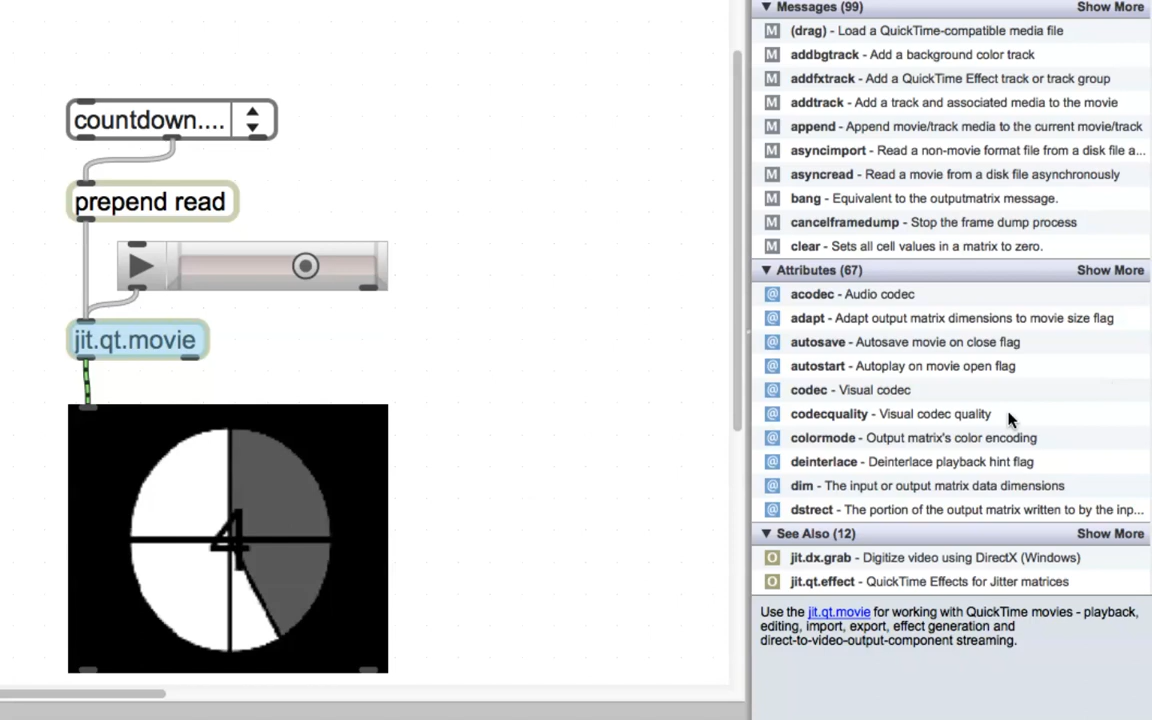 countdown....
prepend read
jit.qt.movie
4
Messages (99) Show More
M (drag) - Load a QuickTime-compatible media file
M addbgtrack - Add a background color track
M addfxtrack - Add a QuickTime Effect track or track group
M addtrack - Add a track and associated media to the movie
M append - Append movie/track media to the current movie/track
M asyncimport - Read a non-movie format file from a disk file a...
M asyncread - Read a movie from a disk file asynchronously
M bang - Equivalent to the outputmatrix message.
M cancelframedump - Stop the frame dump process
M clear - Sets all cell values in a matrix to zero.
Attributes (67) Show More
@ acodec - Audio codec
@ adapt - Adapt output matrix dimensions to movie size flag
@ autosave - Autosave movie on close flag
@ autostart - Autoplay on movie open flag
@ codec - Visual codec
@ codecquality - Visual codec quality
@ colormode - Output matrix's color encoding
@ deinterlace - Deinterlace playback hint flag
@ dim - The input or output matrix data dimensions
@ dstrect - The portion of the output matrix written to by the inp...
See Also (12) Show More
O jit.dx.grab - Digitize video using DirectX (Windows)
O jit.qt.effect - QuickTime Effects for Jitter matrices
Use the jit.qt.movie for working with QuickTime movies - playback,
editing, import, export, effect generation and
direct-to-video-output-component streaming.